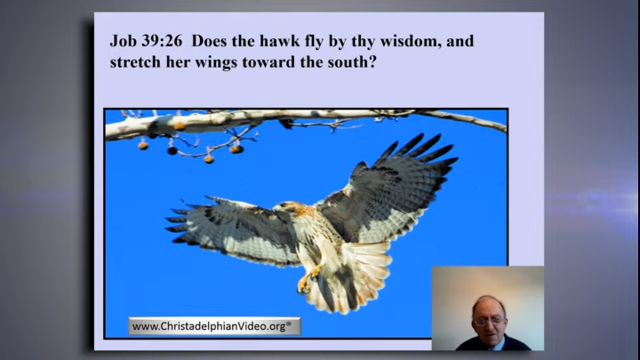 Job 39:26 Does the hawk fly by thy wisdom, and
stretch her wings toward the south?
www.ChristadelphianVideo.org®